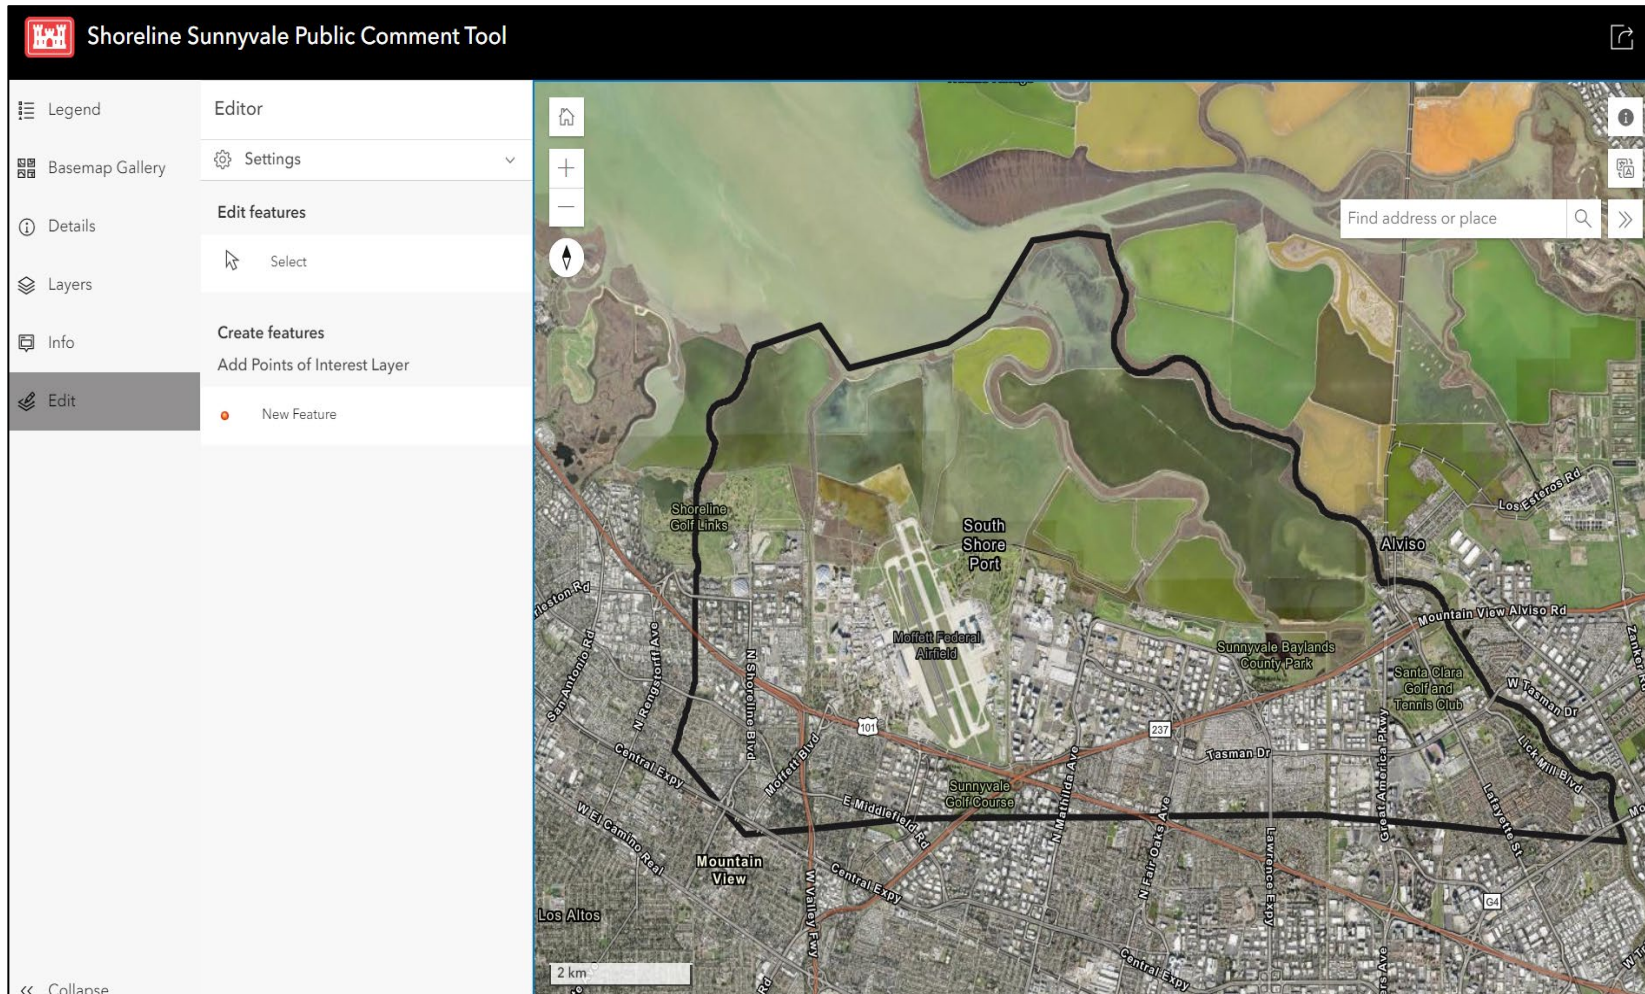 Shoreline Sunnyvale Public Comment Tool
Legend
Basemap Gallery
Details
Layers
Info
Edit
Collapse
Editor
Settings
Edit features
Select
Create features
Add Points of Interest Layer
New Feature
Find address or place
Shoreline
Golf Links
South
Shore
Port
Alviso
Los Esteros Rd
Mountain View Alviso Rd
Zanker
San Antonio Rd
N Rengstorff Ave
N Shoreline Blvd
Moffett Federal
Airfield
Sunnyvale Baylands
County Park
Santa Clara
Golf and
Tennis Club
W Tasman Dr
101
237
Tasman Dr
Central Expy
Moffett Blvd
Great America Pkwy
Lick Mill Blvd
N Mathilda Ave
Sunnyvale
Golf Course
E Middlefield Rd
W El Camino Real
N Fair Oaks Ave
Lawrence Expy
Lafayette St
Mountain
View
Central Expy
W Valley Fwy
G4
Los Altos
Central Expy
2 km
Rd